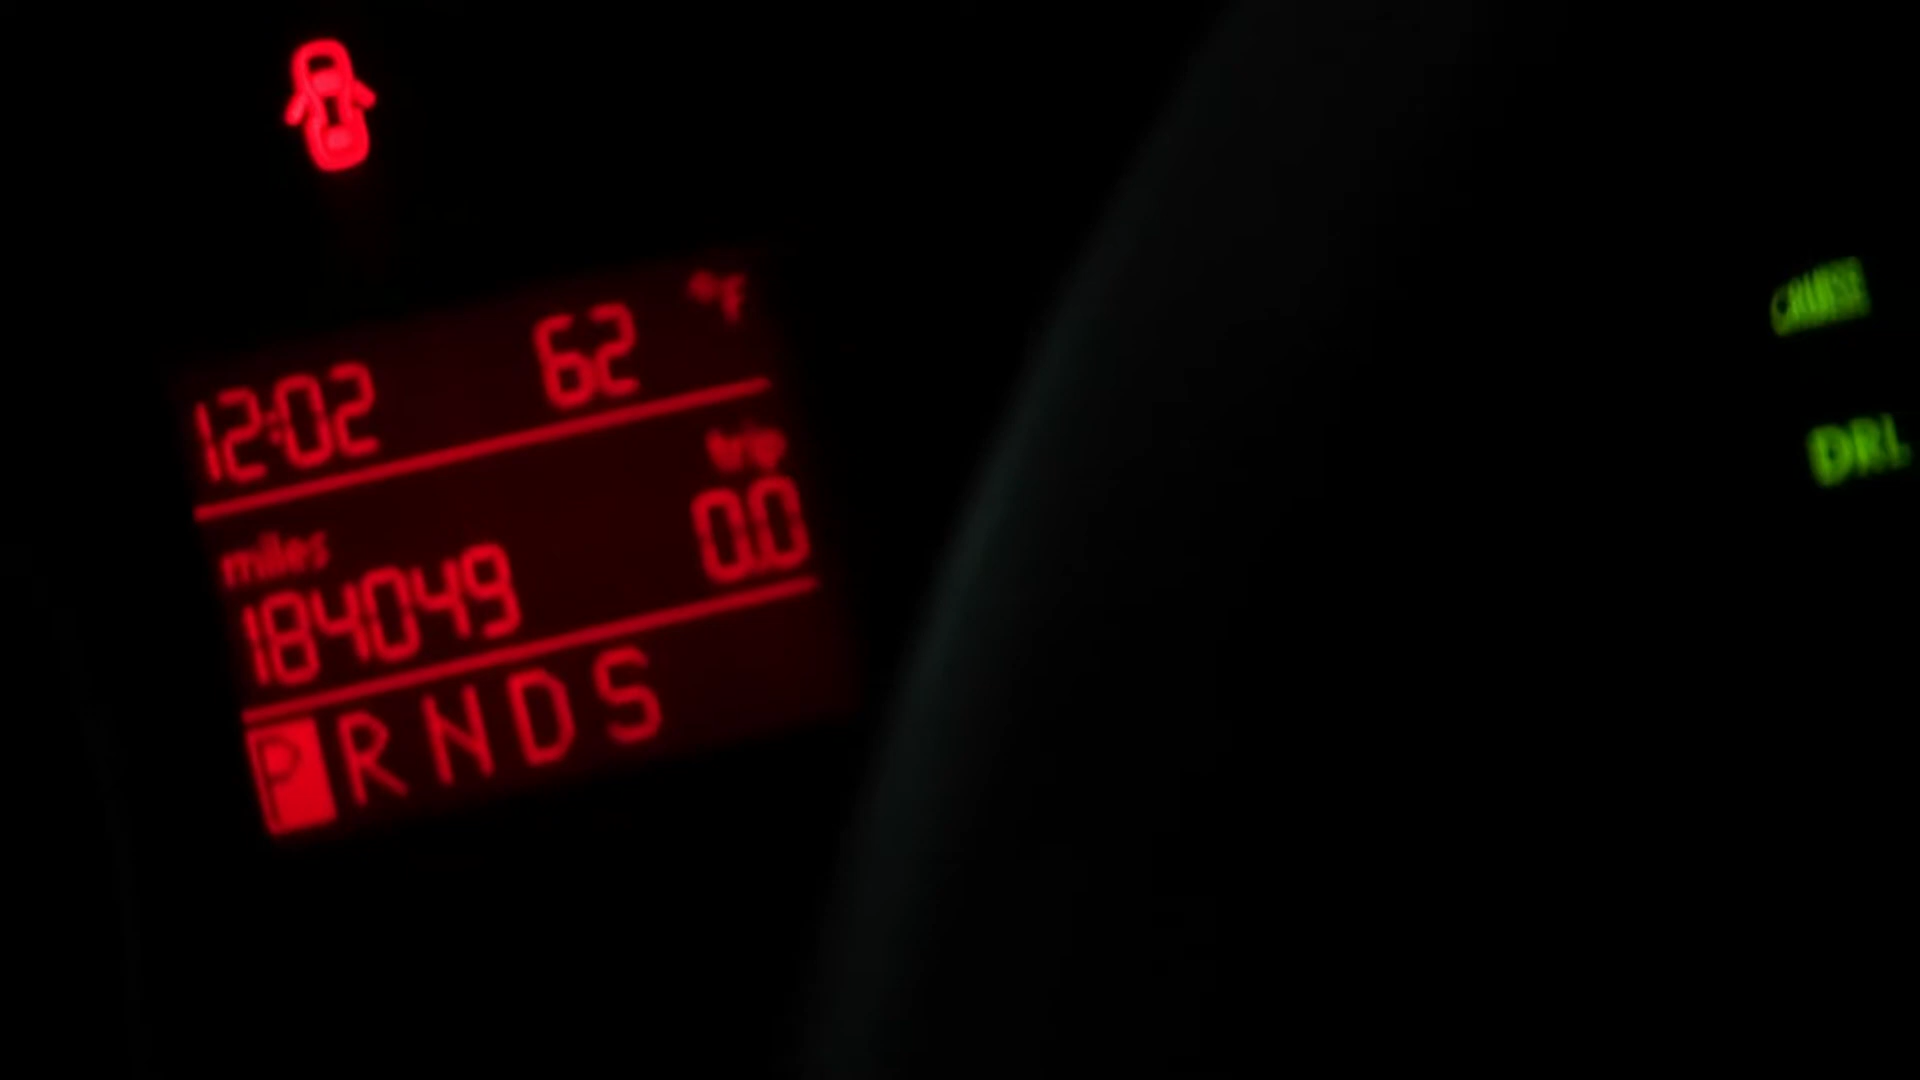 12:02 62 °F
trip
miles 0.0
184049
P R N D S
CRUISE
DRL